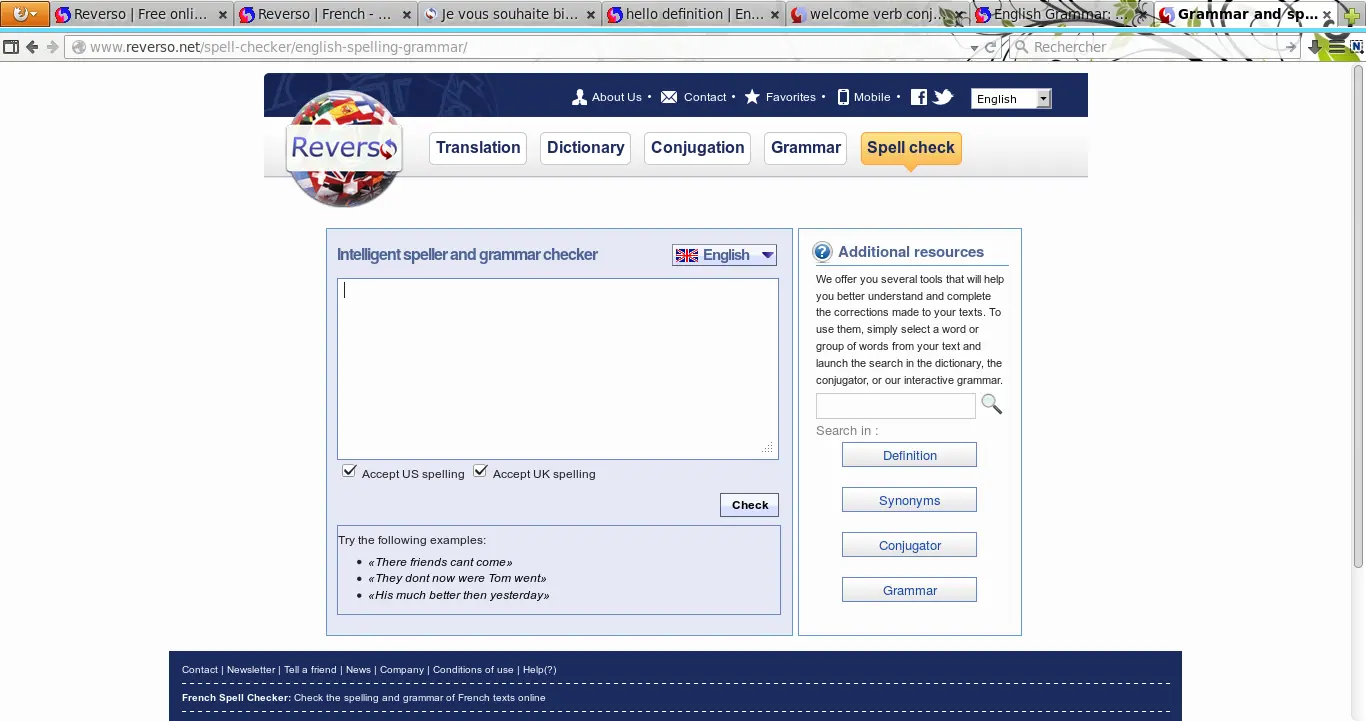 Reverso | Free onli...
Reverso | French - ...
Je vous souhaite bi...
hello definition | En...
welcome verb conj...
English Grammar: ...
Grammar and sp...
www.reverso.net/spell-checker/english-spelling-grammar/
Rechercher
About Us •
Contact •
Favorites •
Mobile •
English
Reverso
Translation
Dictionary
Conjugation
Grammar
Spell check
Intelligent speller and grammar checker
English
Accept US spelling
Accept UK spelling
Check
Try the following examples:
• «There friends cant come»
• «They dont now were Tom went»
• «His much better then yesterday»
Additional resources
We offer you several tools that will help
you better understand and complete
the corrections made to your texts. To
use them, simply select a word or
group of words from your text and
launch the search in the dictionary, the
conjugator, or our interactive grammar.
Search in :
Definition
Synonyms
Conjugator
Grammar
Contact | Newsletter | Tell a friend | News | Company | Conditions of use | Help(?)
French Spell Checker: Check the spelling and grammar of French texts online